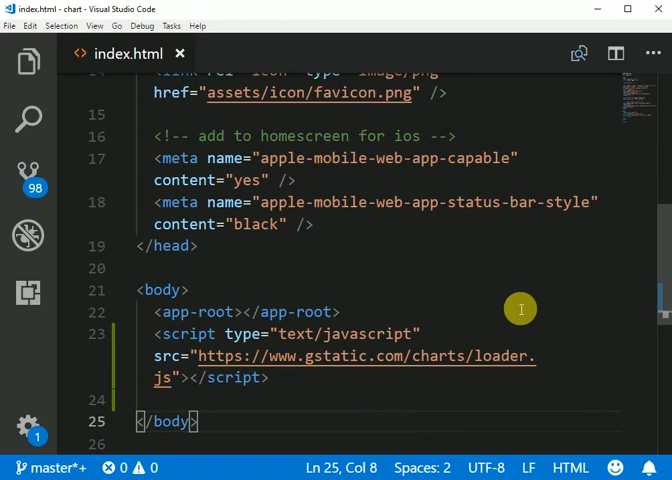 index.html - chart - Visual Studio Code
File Edit Selection View Go Debug Tasks Help
index.html
href="assets/icon/favicon.png" />
15
16 <!-- add to homescreen for ios -->
17 <meta name="apple-mobile-web-app-capable"
content="yes" />
18 <meta name="apple-mobile-web-app-status-bar-style"
content="black" />
19 </head>
20
21 <body>
22 <app-root></app-root>
23 <script type="text/javascript"
src="https://www.gstatic.com/charts/loader.
js"></script>
24
25 </body>
26
98
1
master*+ 0 0 Ln 25, Col 8 Spaces: 2 UTF-8 LF HTML